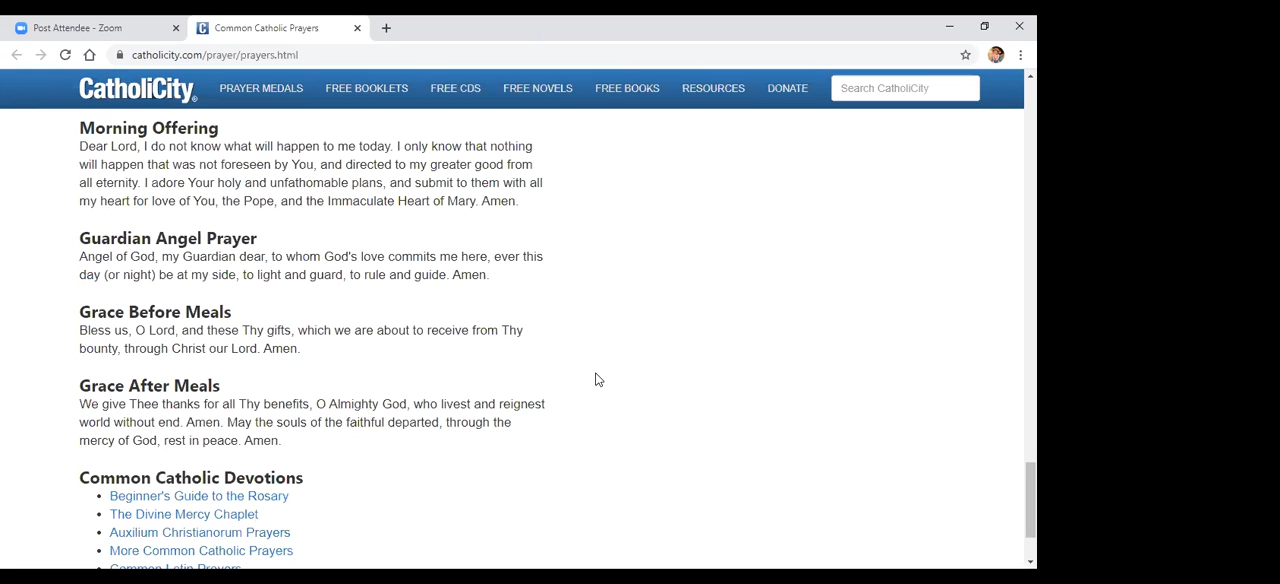 Post Attendee - Zoom
Common Catholic Prayers
catholicity.com/prayer/prayers.html
CatholiCity®
PRAYER MEDALS
FREE BOOKLETS
FREE CDS
FREE NOVELS
FREE BOOKS
RESOURCES
DONATE
Search CatholiCity
Morning Offering
Dear Lord, I do not know what will happen to me today. I only know that nothing
will happen that was not foreseen by You, and directed to my greater good from
all eternity. I adore Your holy and unfathomable plans, and submit to them with all
my heart for love of You, the Pope, and the Immaculate Heart of Mary. Amen.
Guardian Angel Prayer
Angel of God, my Guardian dear, to whom God's love commits me here, ever this
day (or night) be at my side, to light and guard, to rule and guide. Amen.
Grace Before Meals
Bless us, O Lord, and these Thy gifts, which we are about to receive from Thy
bounty, through Christ our Lord. Amen.
Grace After Meals
We give Thee thanks for all Thy benefits, O Almighty God, who livest and reignest
world without end. Amen. May the souls of the faithful departed, through the
mercy of God, rest in peace. Amen.
Common Catholic Devotions
• Beginner's Guide to the Rosary
• The Divine Mercy Chaplet
• Auxilium Christianorum Prayers
• More Common Catholic Prayers
Common Latin Prayers